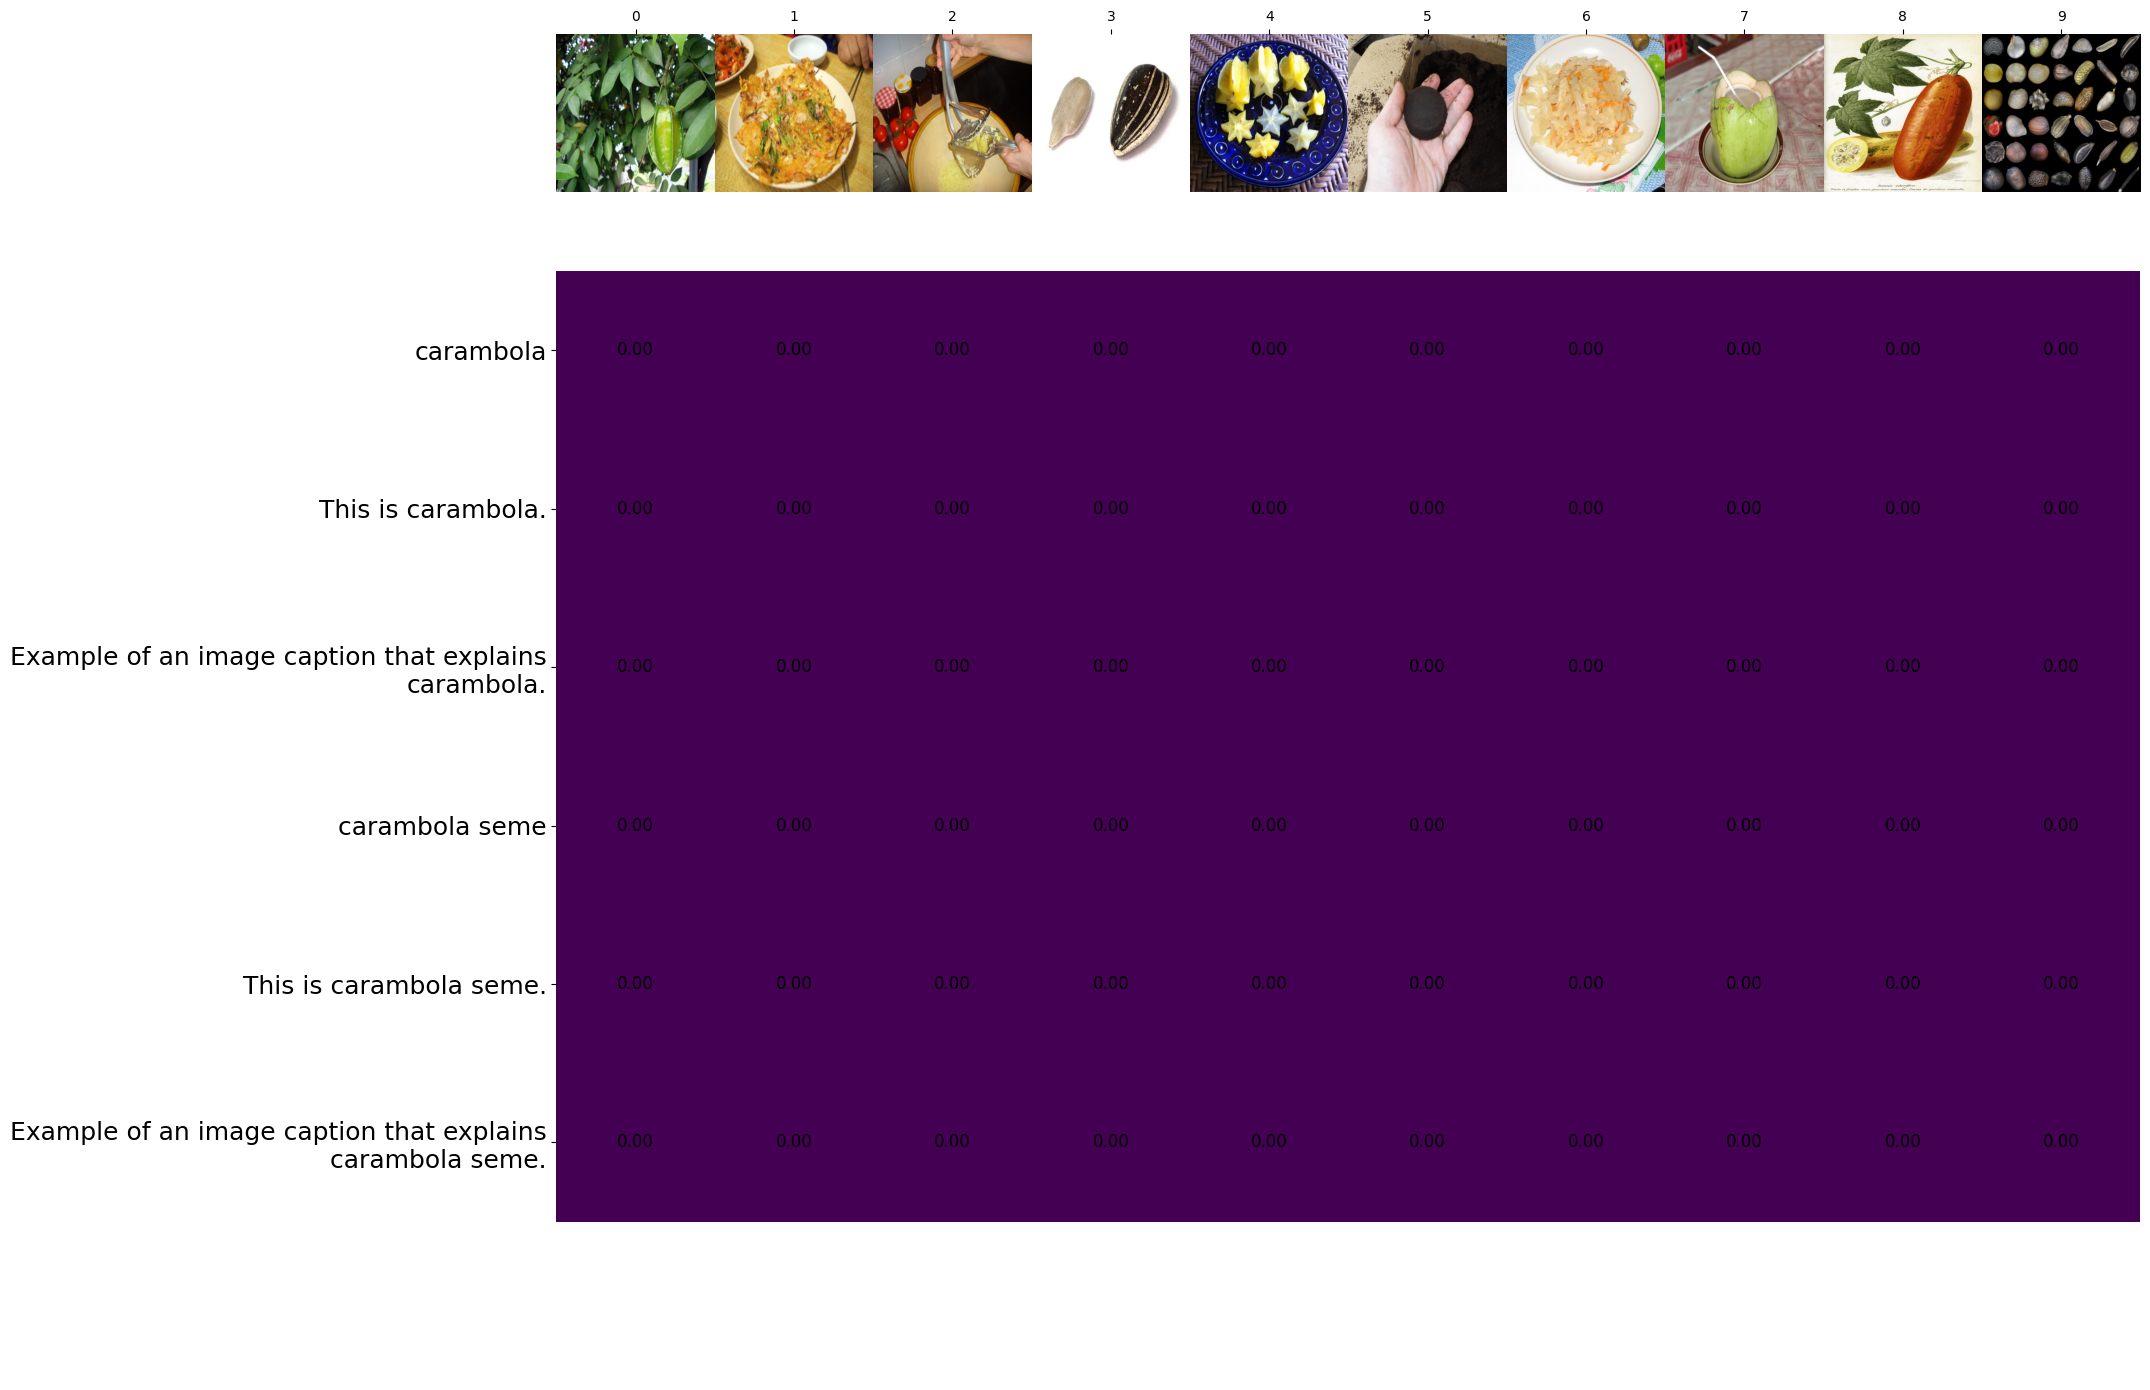 0 1 2 3 4 5 6 7 8 9
carambola 0.00 0.00 0.00 0.00 0.00 0.00 0.00 0.00 0.00 0.00
This is carambola. 0.00 0.00 0.00 0.00 0.00 0.00 0.00 0.00 0.00 0.00
Example of an image caption that explains
carambola. 0.00 0.00 0.00 0.00 0.00 0.00 0.00 0.00 0.00 0.00
carambola seme 0.00 0.00 0.00 0.00 0.00 0.00 0.00 0.00 0.00 0.00
This is carambola seme. 0.00 0.00 0.00 0.00 0.00 0.00 0.00 0.00 0.00 0.00
Example of an image caption that explains
carambola seme. 0.00 0.00 0.00 0.00 0.00 0.00 0.00 0.00 0.00 0.00